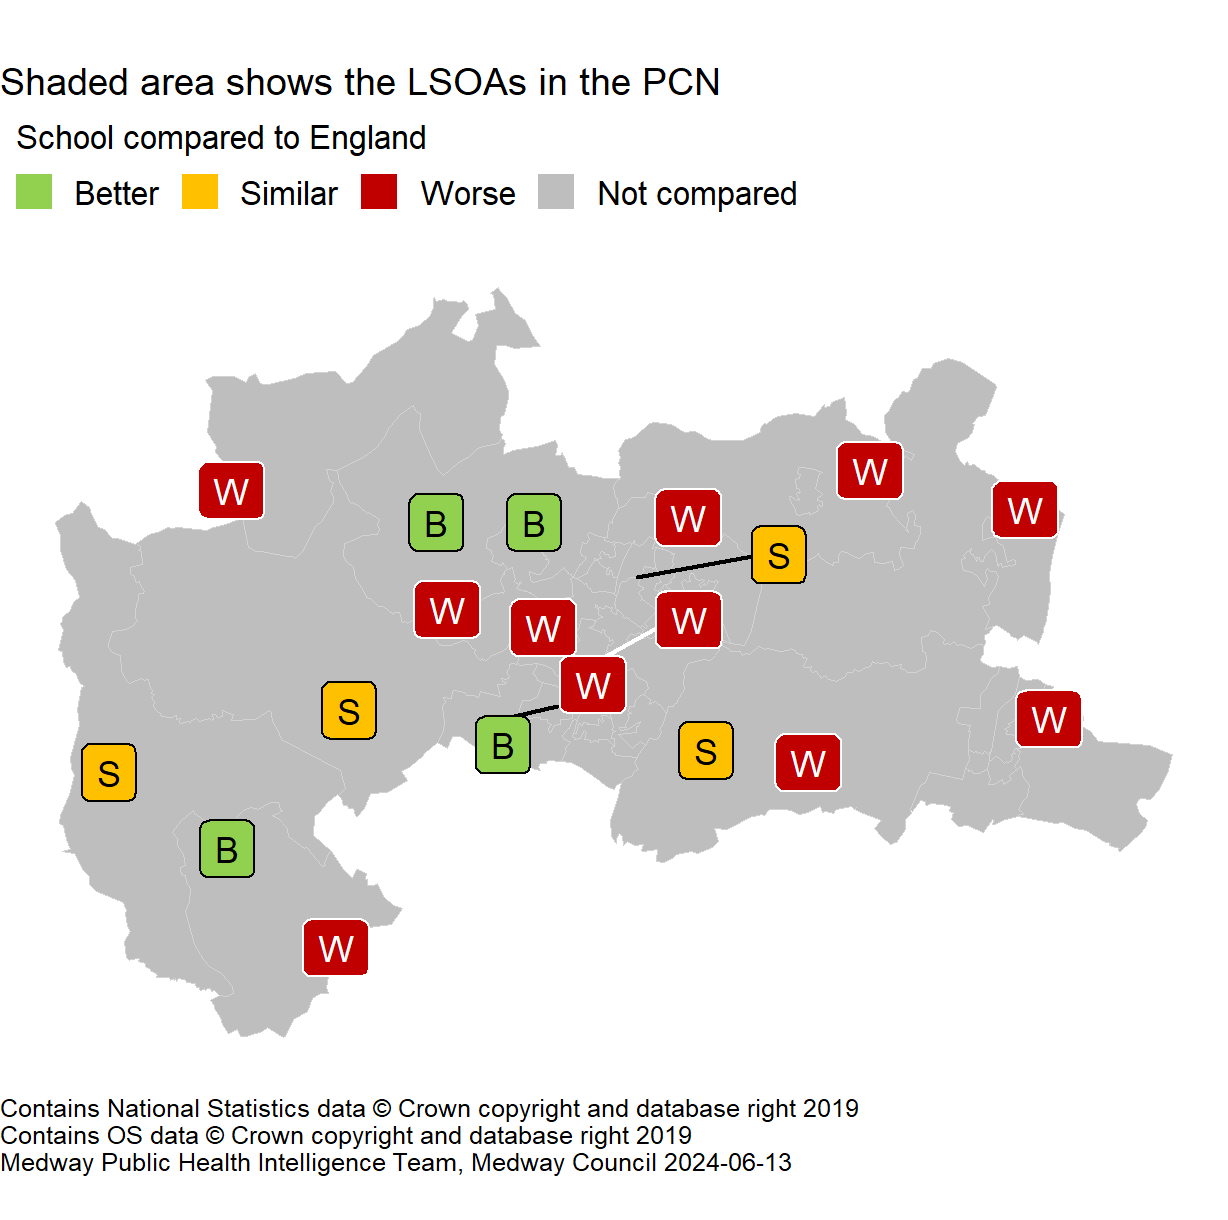 Shaded area shows the LSOAs in the PCN
School compared to England
Better Similar Worse Not compared
W
W
W
B
B
W
S
W
W
W
W
S
W
B
S
W
S
B
W
Contains National Statistics data © Crown copyright and database right 2019
Contains OS data © Crown copyright and database right 2019
Medway Public Health Intelligence Team, Medway Council 2024-06-13